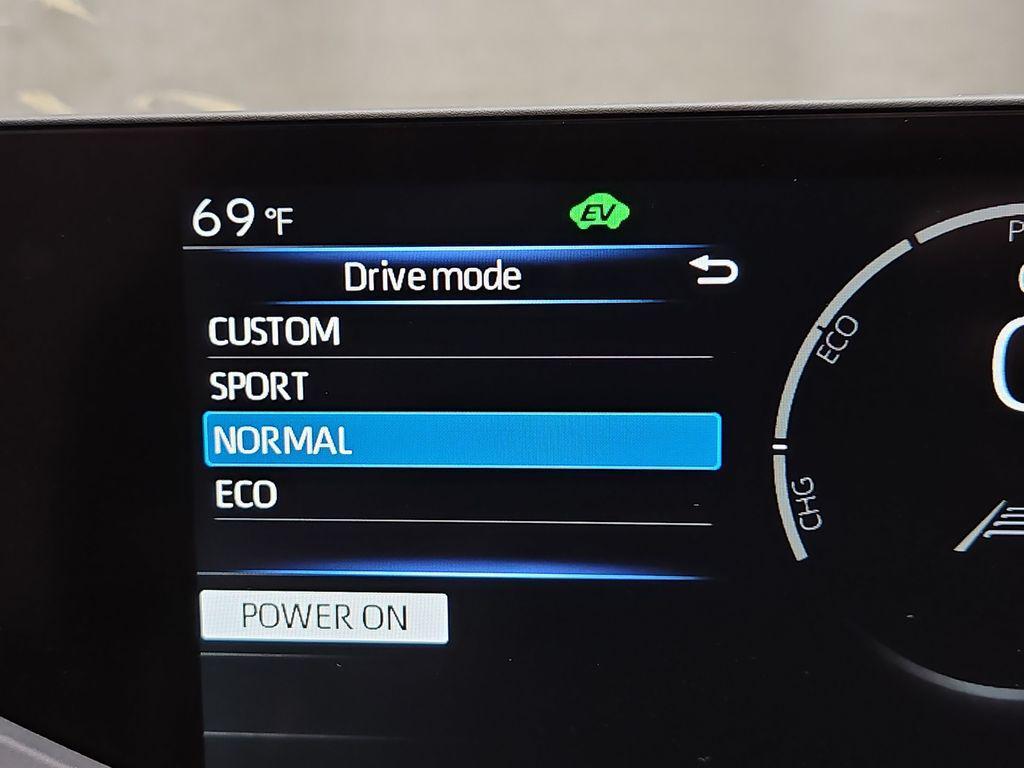 69 °F
EV
Drive mode
CUSTOM
SPORT
NORMAL
ECO
POWER ON
ECO
CHG